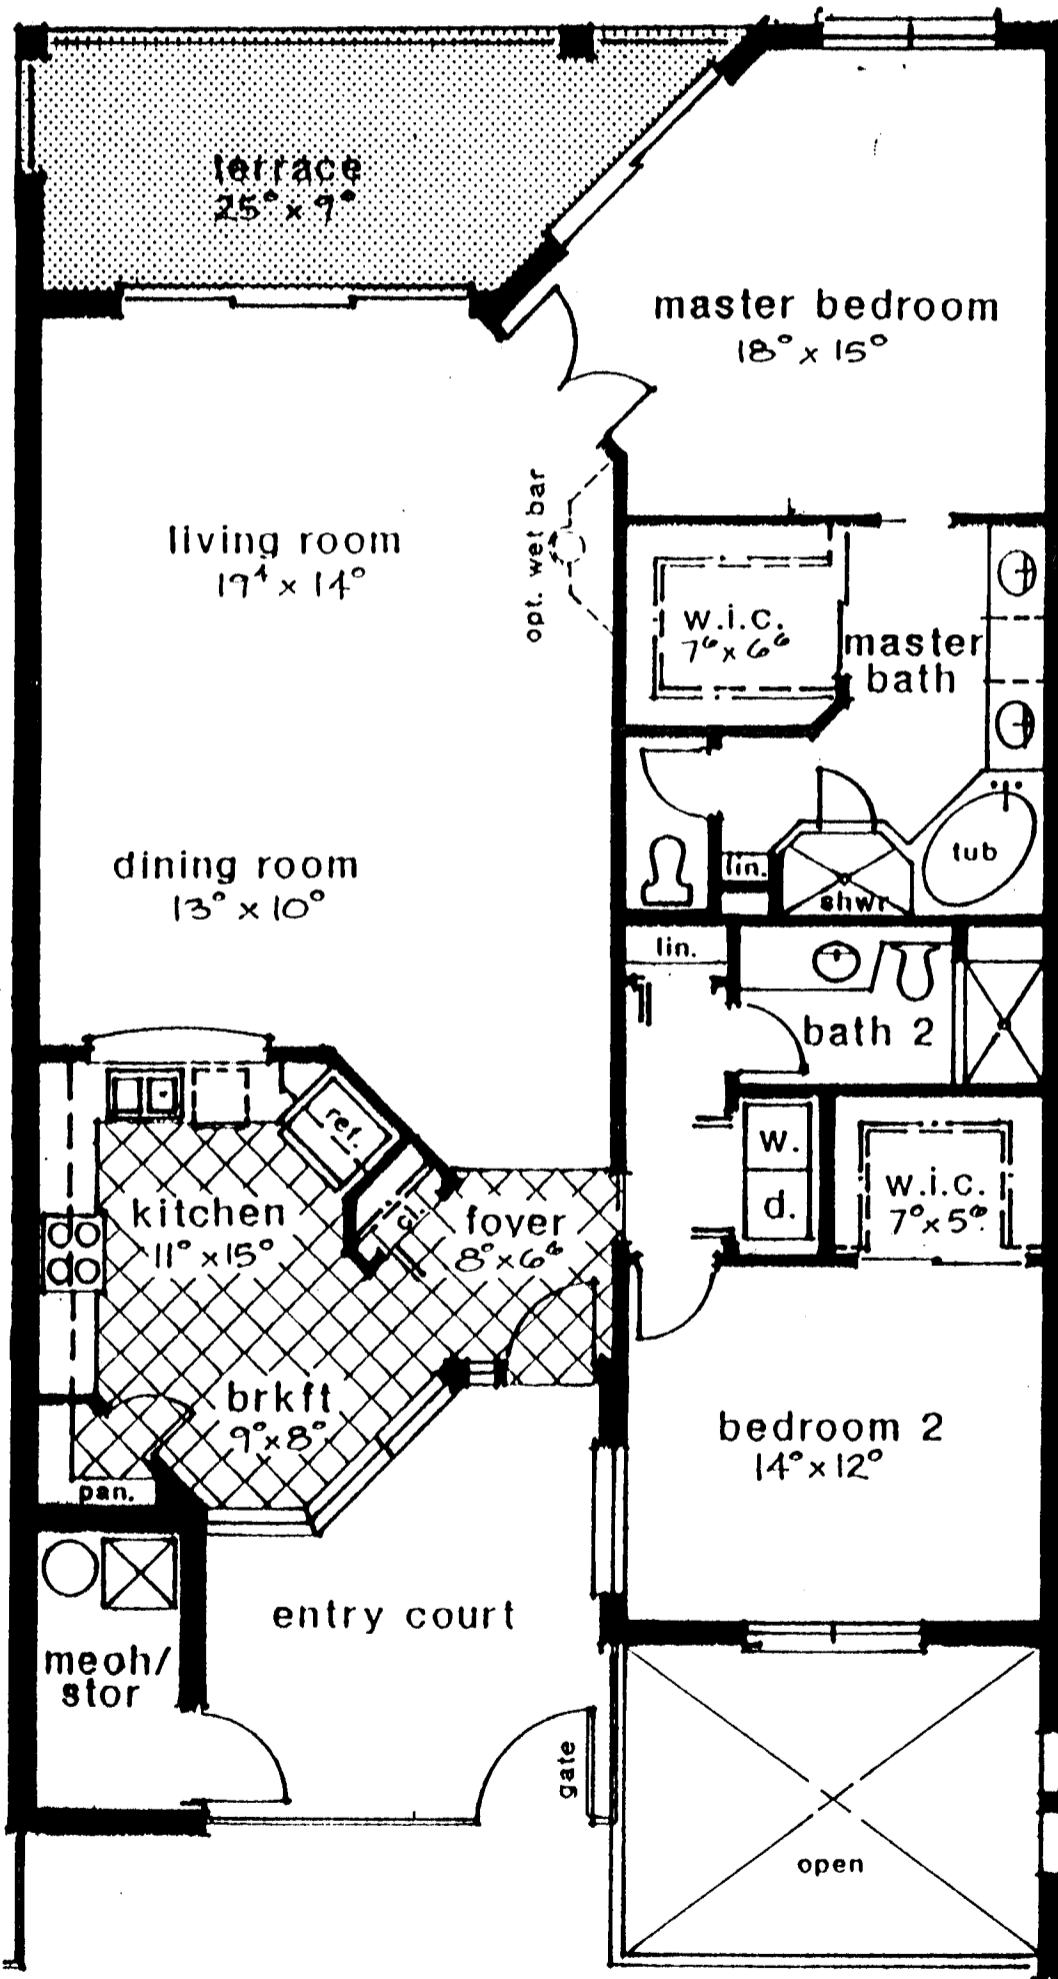 terrace
25⁰ x 9⁰
master bedroom
18⁰ x 15⁰
opt. wet bar
living room
19⁴ x 14⁰
w.i.c.
7⁶ x 6⁶
master
bath
dining room
13⁰ x 10⁰
lin.
shwr
tub
lin.
bath 2
ref.
w.
d.
w.i.c.
7⁰ x 5⁶
kitchen
11⁰ x 15⁰
cl.
foyer
8⁰ x 6⁶
brkft
9⁰ x 8⁰
pan.
bedroom 2
14⁰ x 12⁰
entry court
mech/
stor
gate
open